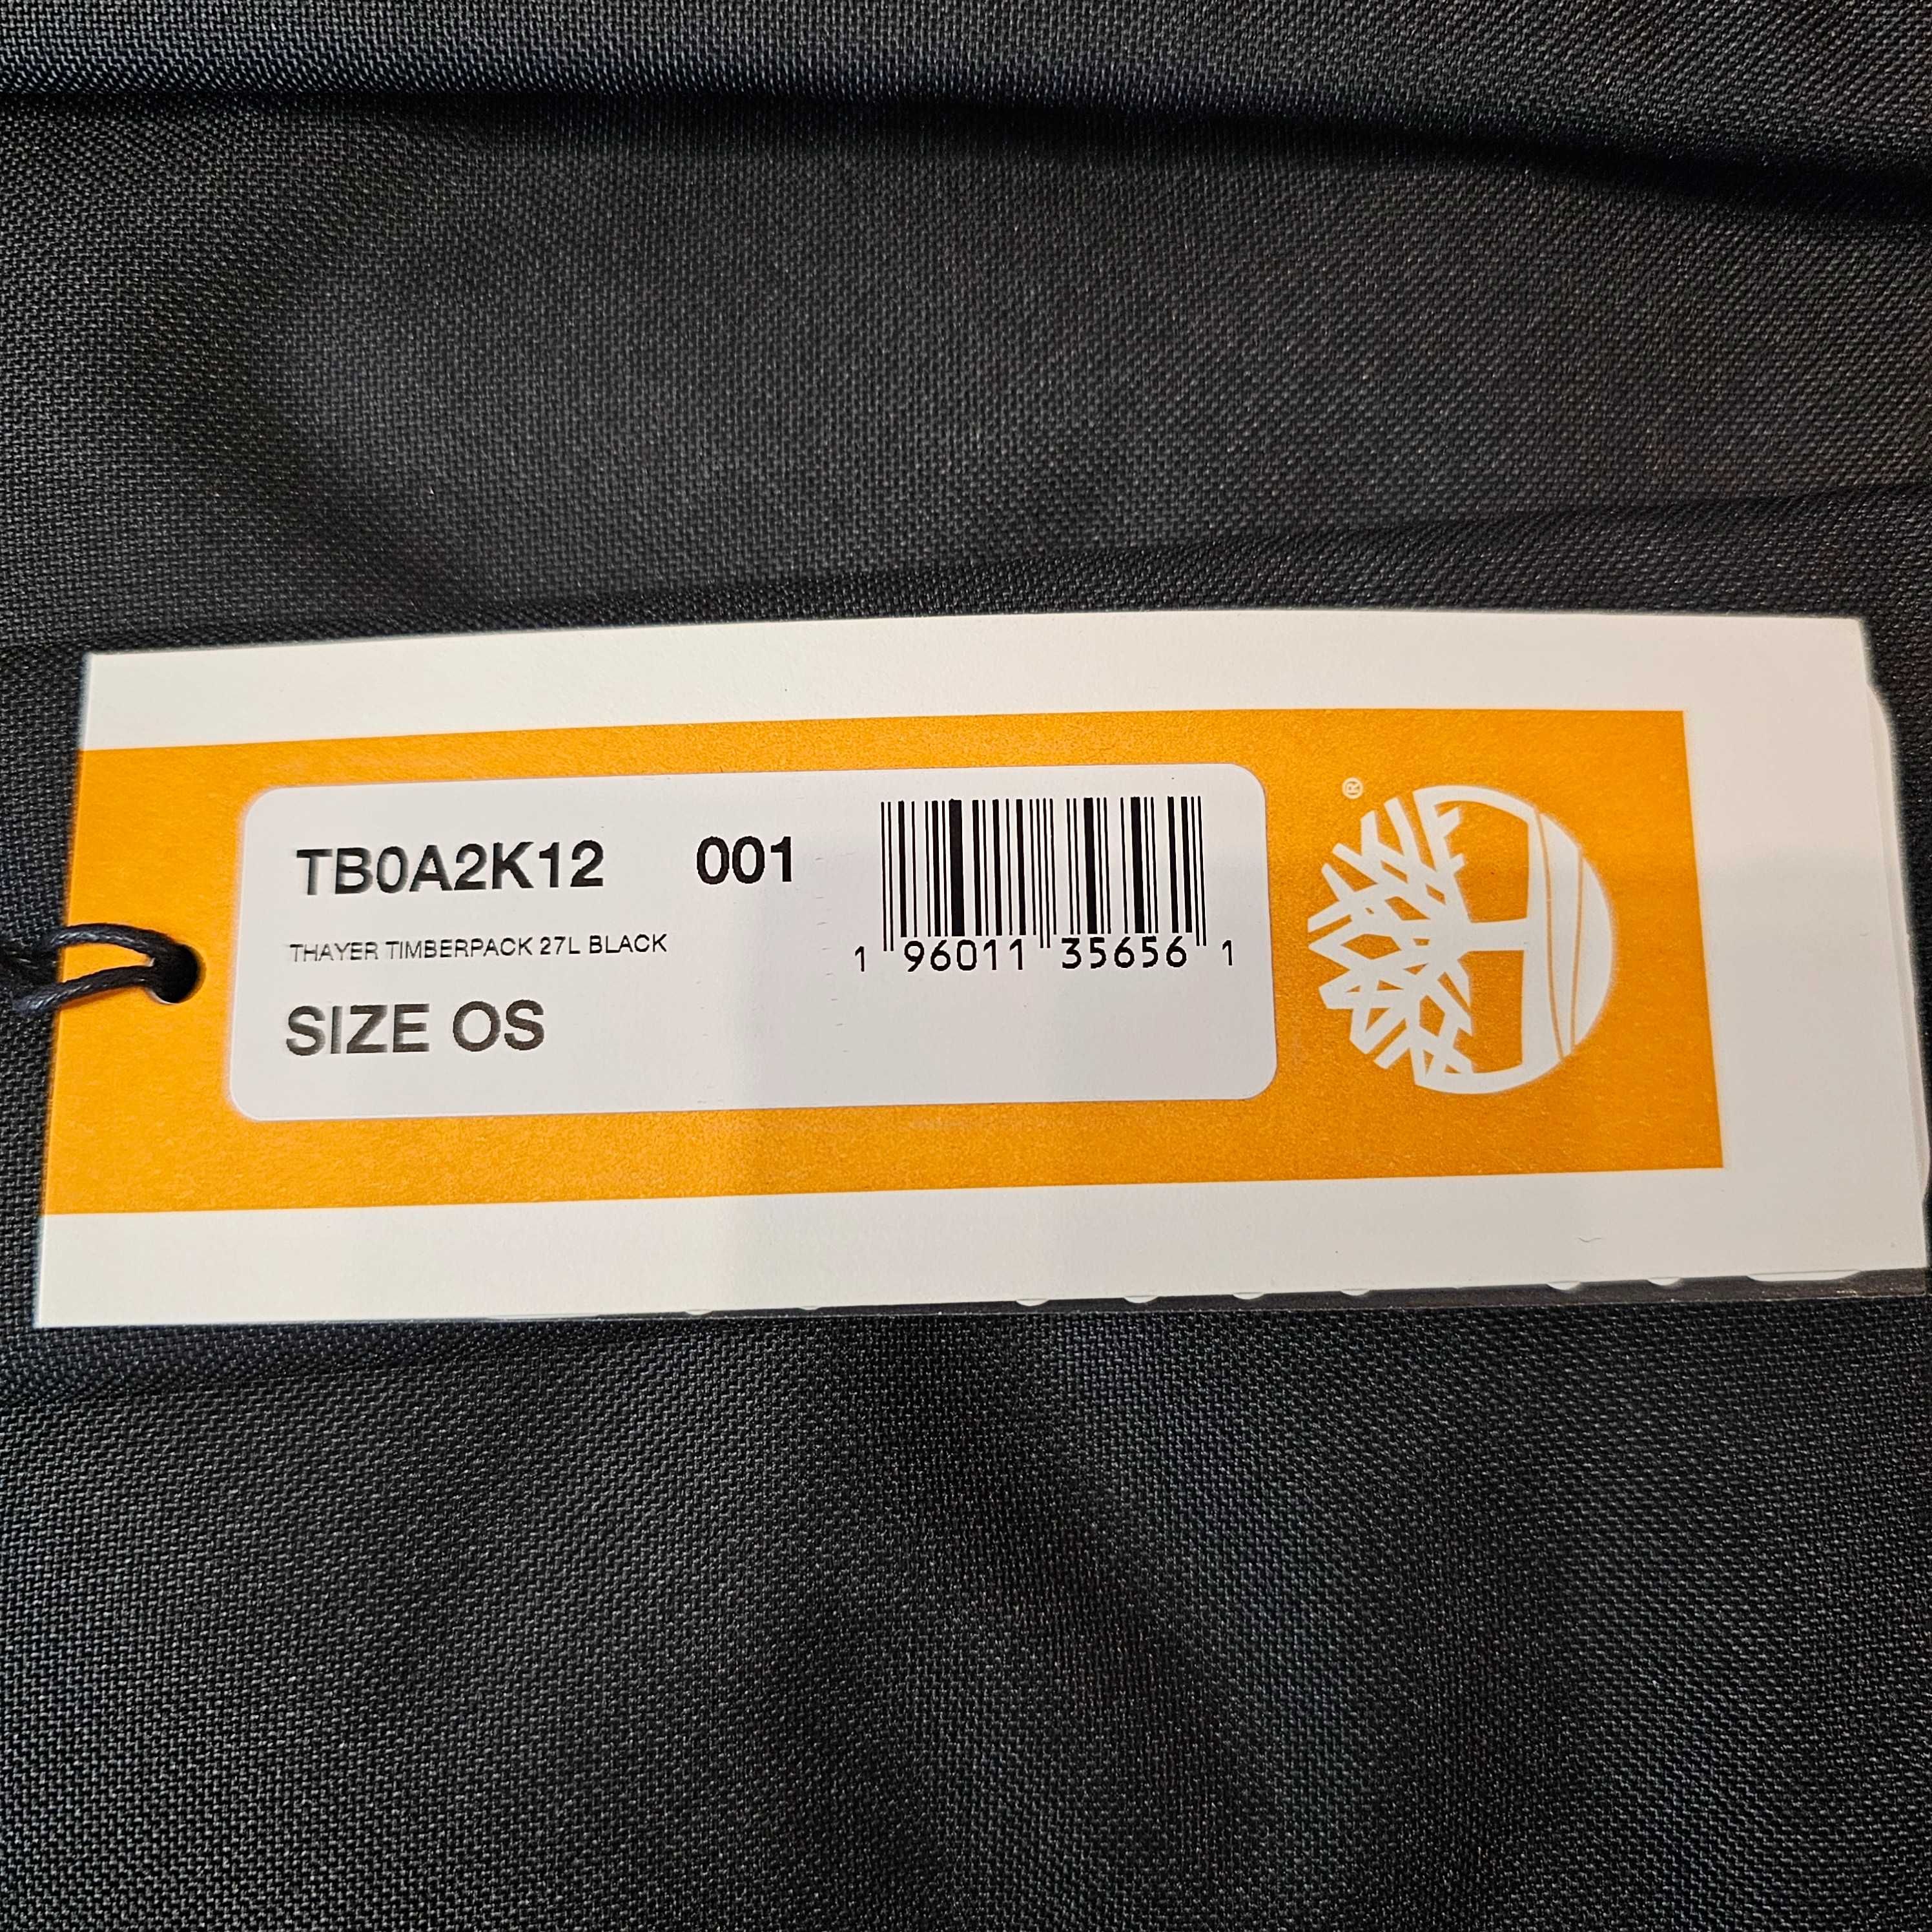 TB0A2K12 001
THAYER TIMBERPACK 27L BLACK
SIZE OS
1 96011 35656 1
®